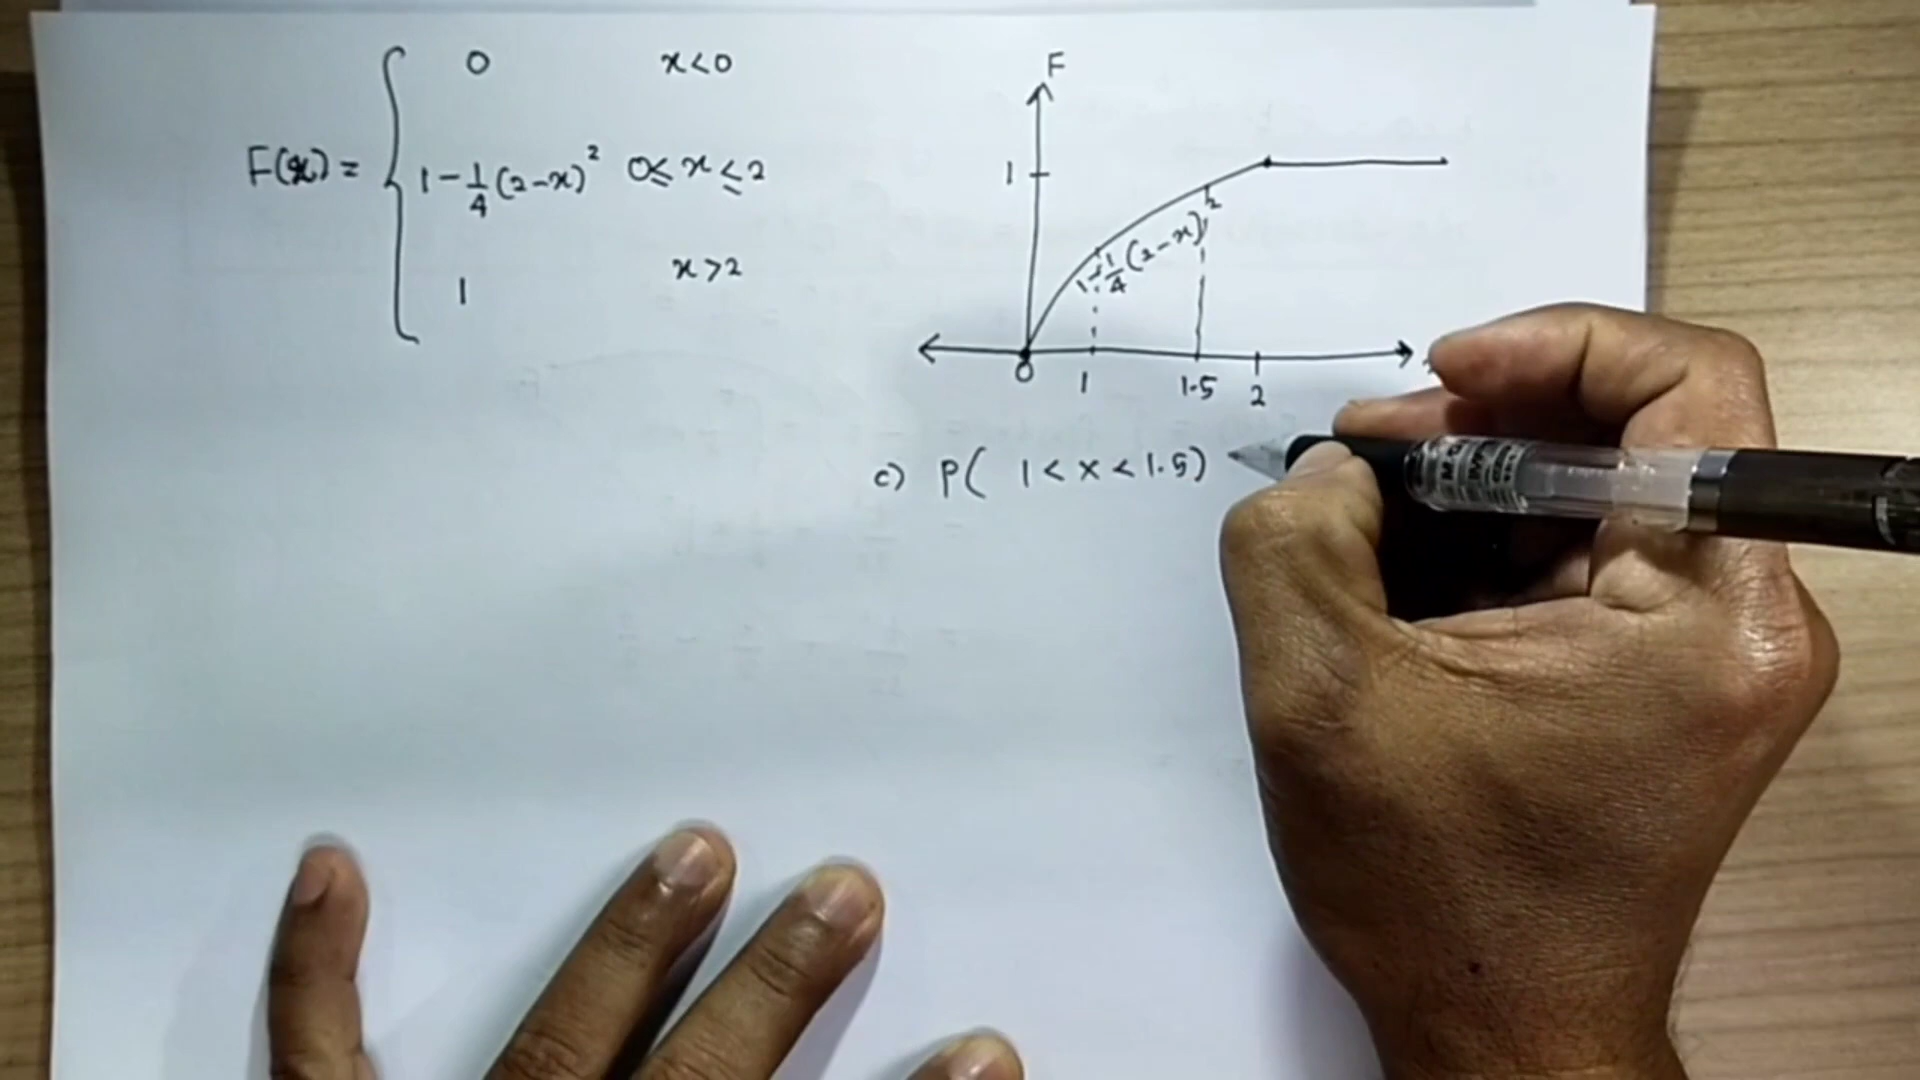 0 x<0
F(x) = 1 - 1/4 (2-x)² 0≤x≤2
1 x>2
F
1
1 - 1/4 (2-x)²
0 1 1.5 2
c) P( 1 < x < 1.5)